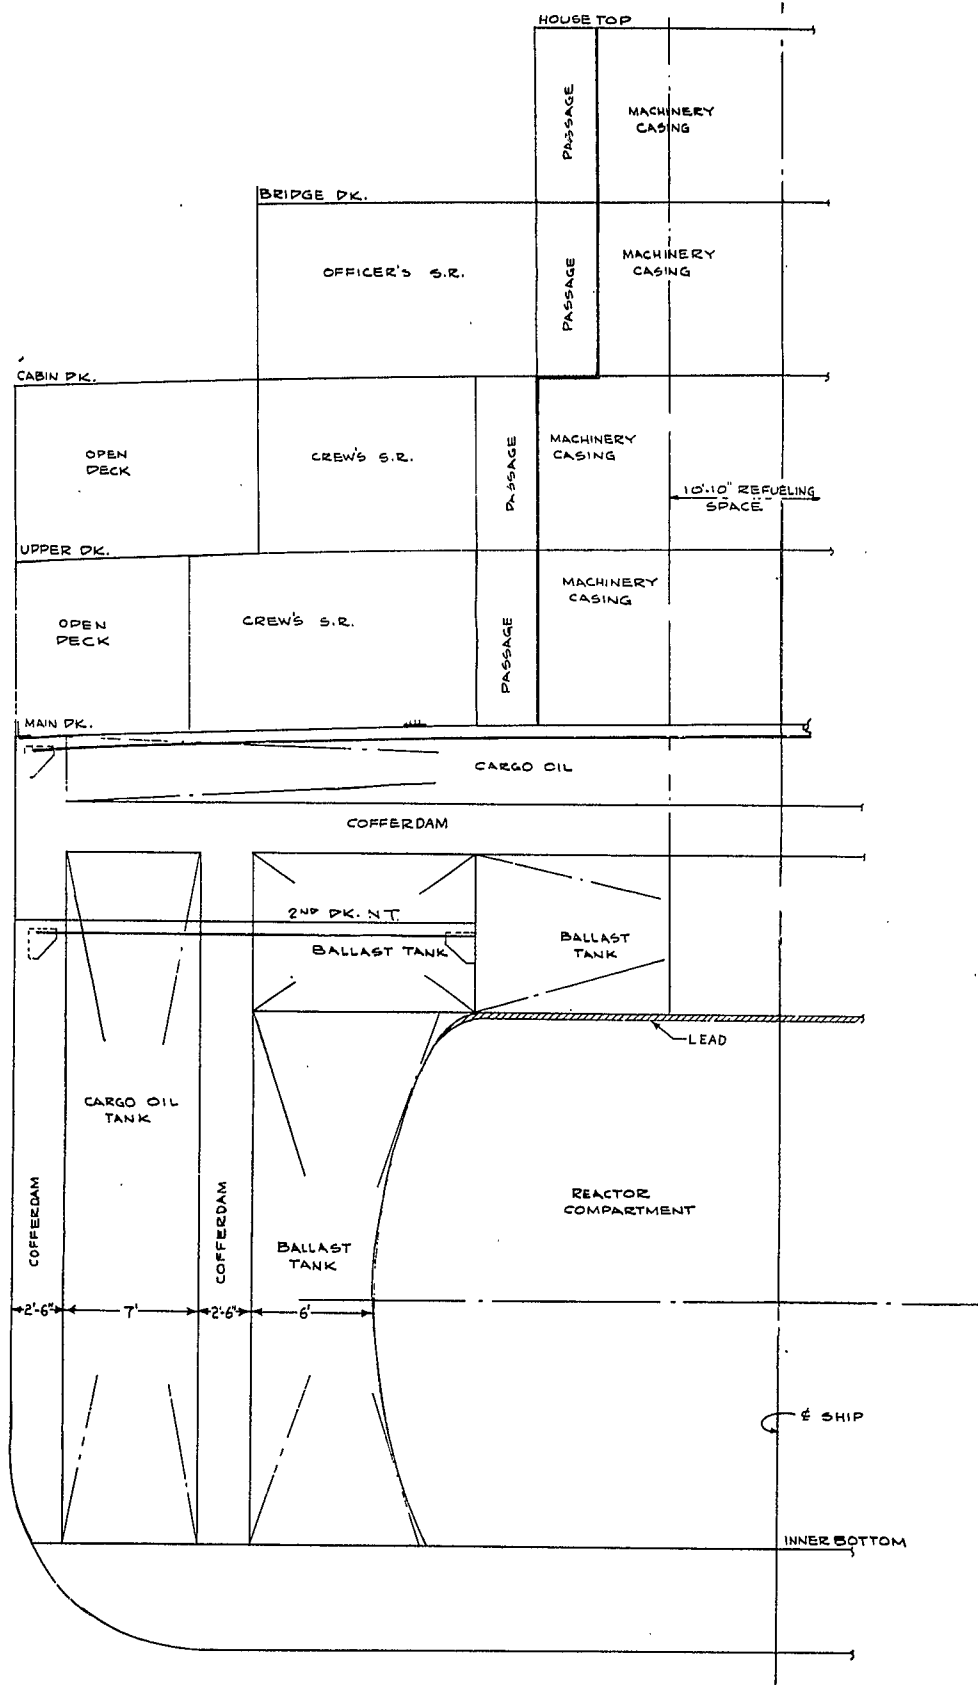 HOUSE TOP
PASSAGE
MACHINERY
CASING
BRIDGE DK.
OFFICER'S S.R.
PASSAGE
MACHINERY
CASING
CABIN DK.
OPEN
DECK
CREW'S S.R.
PASSAGE
MACHINERY
CASING
10'-10" REFUELING
SPACE
UPPER DK.
OPEN
DECK
CREW'S S.R.
PASSAGE
MACHINERY
CASING
MAIN DK.
CARGO OIL
COFFERDAM
2ND DK. N.T.
BALLAST TANK
BALLAST
TANK
LEAD
CARGO OIL
TANK
COFFERDAM
COFFERDAM
BALLAST
TANK
REACTOR
COMPARTMENT
2'-6" 7' 2'-6" 6'
℄ SHIP
INNER BOTTOM